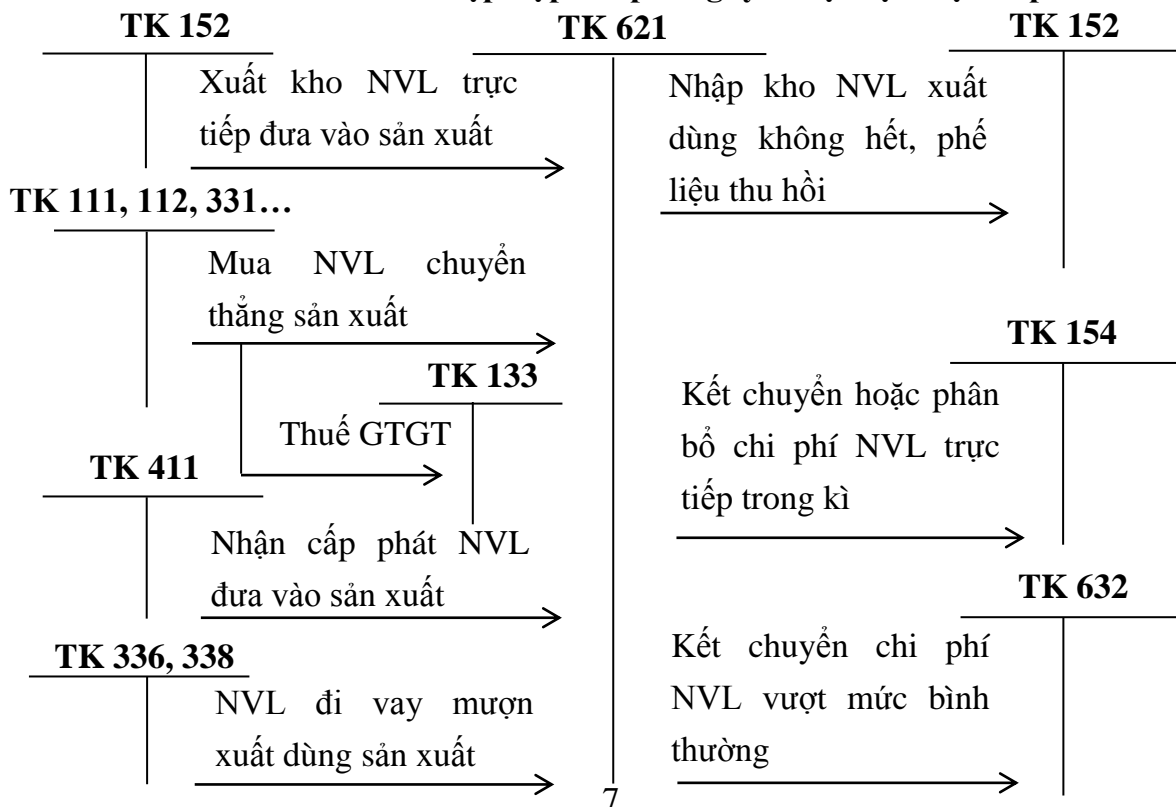 TK 152
TK 621
TK 152
Xuất kho NVL trực
tiếp đưa vào sản xuất
Nhập kho NVL xuất
dùng không hết, phế
liệu thu hồi
TK 111, 112, 331…
Mua NVL chuyển
thẳng sản xuất
TK 133
Thuế GTGT
TK 154
Kết chuyển hoặc phân
bổ chi phí NVL trực
tiếp trong kì
TK 411
Nhận cấp phát NVL
đưa vào sản xuất
TK 632
Kết chuyển chi phí
NVL vượt mức bình
thường
TK 336, 338
NVL đi vay mượn
xuất dùng sản xuất
7